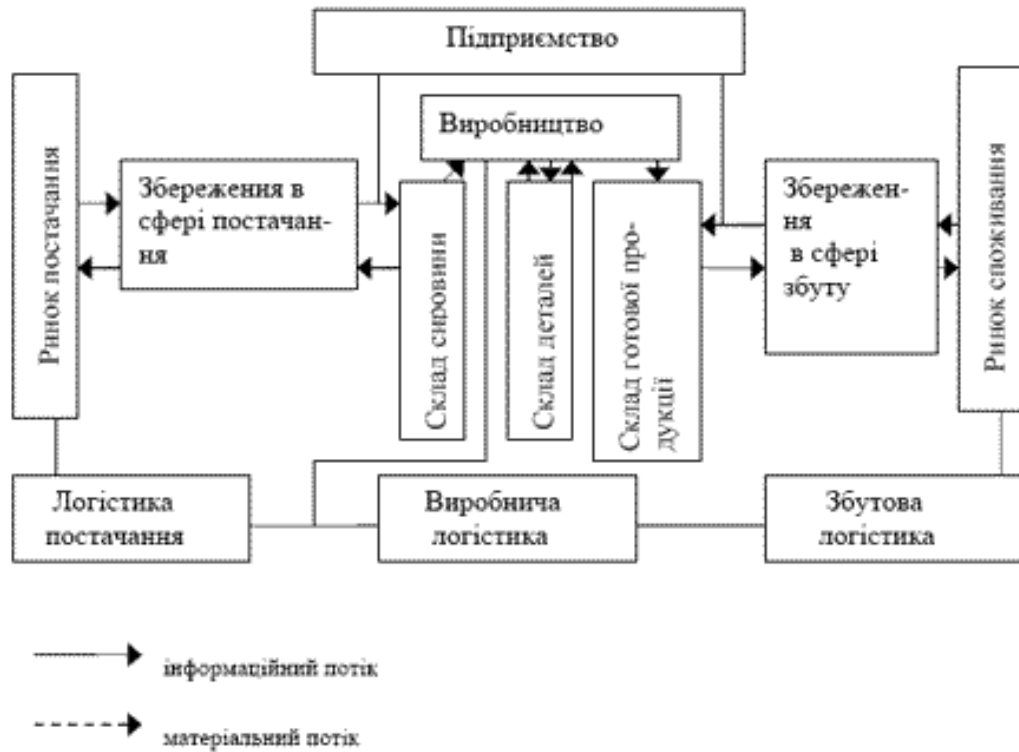 Підприємство
Ринок постачання
Виробництво
Збереження в
сфері постачан-
ня
Склад сировини
Склад деталей
Склад готової про-
дукції
Збережен-
ня
в сфері
збуту
Ринок споживання
Логістика
постачання
Виробнича
логістика
Збутова
логістика
інформаційний потік
матеріальний потік